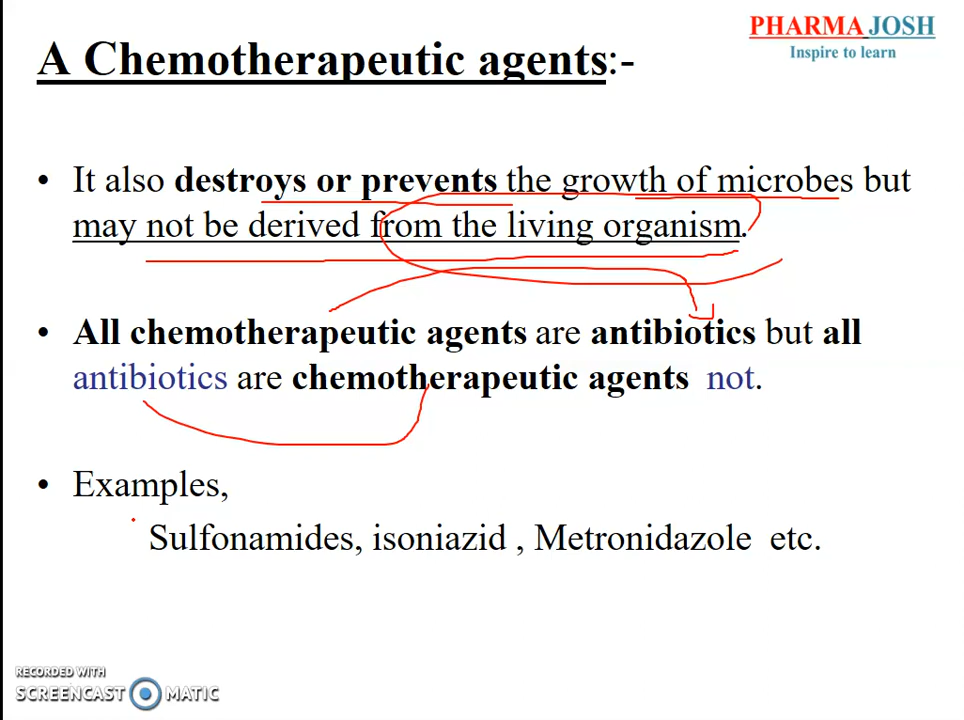 PHARMA JOSH
Inspire to learn
A Chemotherapeutic agents:-
• It also destroys or prevents the growth of microbes but
may not be derived from the living organism.
• All chemotherapeutic agents are antibiotics but all
antibiotics are chemotherapeutic agents not.
• Examples,
Sulfonamides, isoniazid , Metronidazole etc.
RECORDED WITH
SCREENCAST MATIC